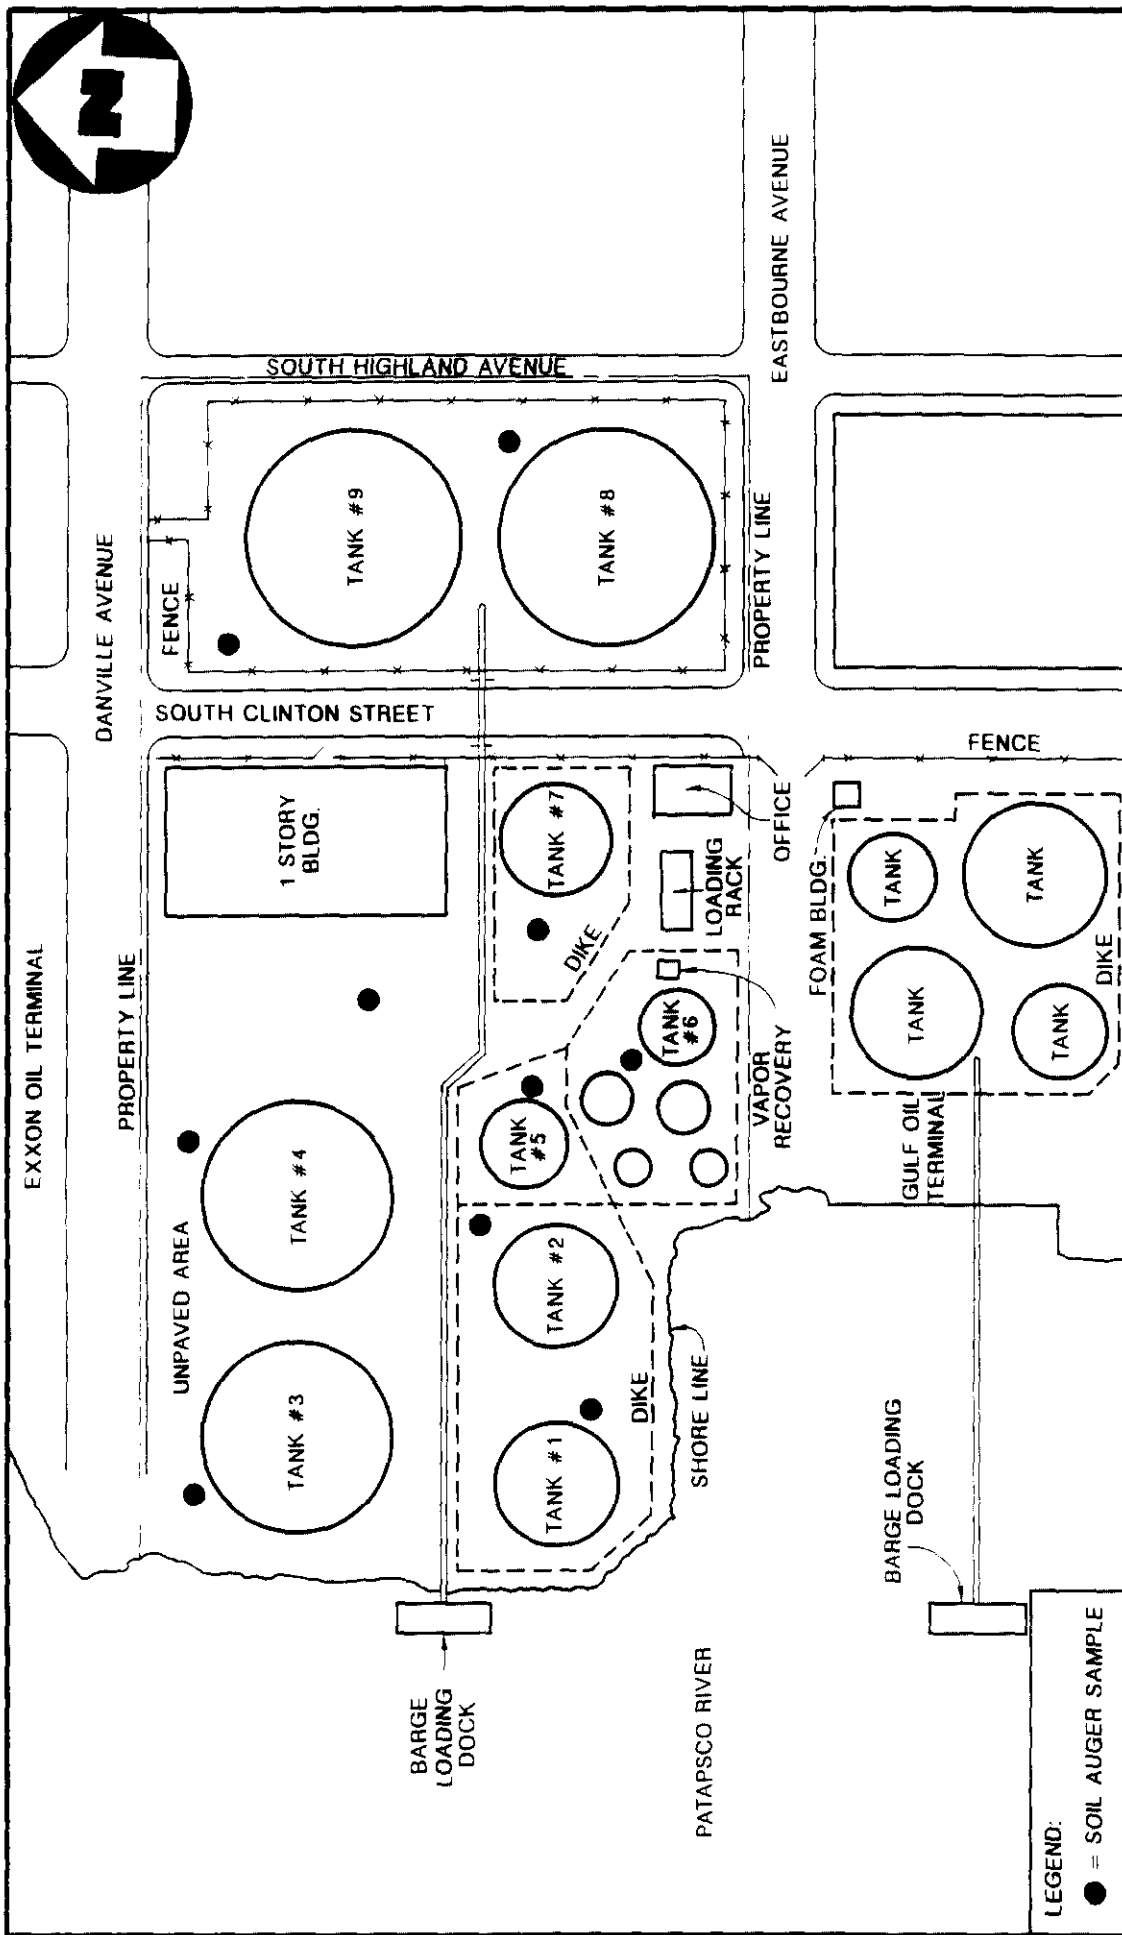 N
EXXON OIL TERMINAL
DANVILLE AVENUE
PROPERTY LINE
UNPAVED AREA
FENCE
SOUTH CLINTON STREET
SOUTH HIGHLAND AVENUE
1 STORY
BLDG.
TANK #3
TANK #4
TANK #9
BARGE
LOADING
DOCK
TANK #1
TANK #2
TANK
#5
TANK #7
TANK #8
DIKE
DIKE
TANK
#6
LOADING
RACK
SHORE LINE
PATAPSCO RIVER
VAPOR
RECOVERY
OFFICE
PROPERTY LINE
EASTBOURNE AVENUE
FOAM BLDG.
GULF OIL
TERMINAL
BARGE LOADING
DOCK
TANK
TANK
TANK
TANK
DIKE
FENCE
LEGEND:
● = SOIL AUGER SAMPLE